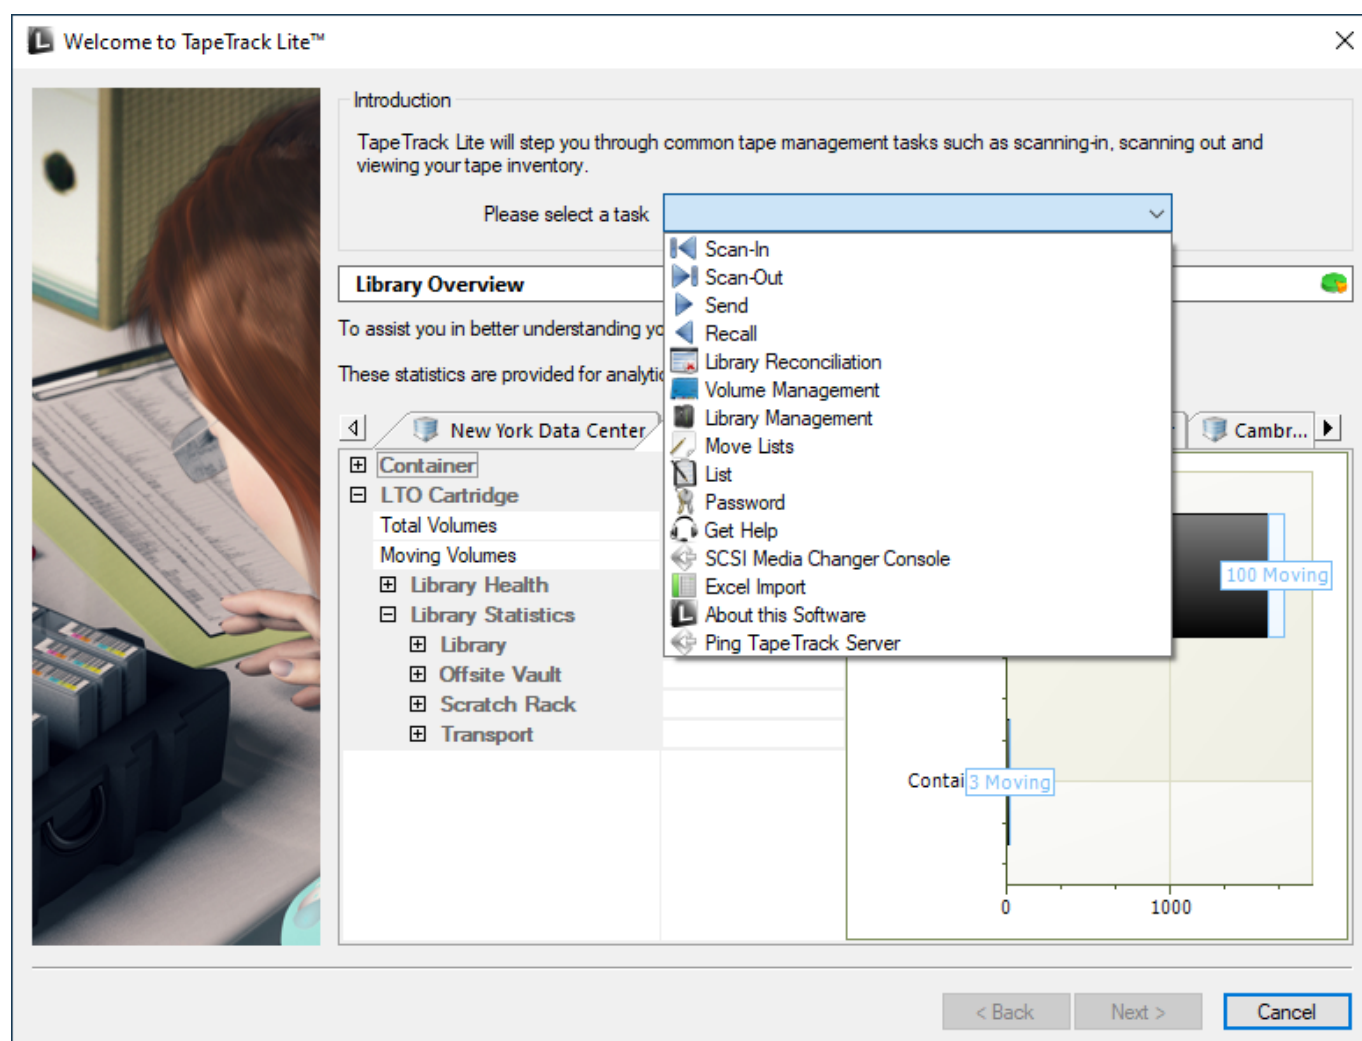 Welcome to TapeTrack Lite™
Introduction
TapeTrack Lite will step you through common tape management tasks such as scanning-in, scanning out and
viewing your tape inventory.
Please select a task
Scan-In
Scan-Out
Send
Recall
Library Reconciliation
Volume Management
Library Management
Move Lists
List
Password
Get Help
SCSI Media Changer Console
Excel Import
About this Software
Ping TapeTrack Server
Library Overview
To assist you in better understanding
These statistics are provided for
New York Data Center
Cambr...
Container
LTO Cartridge
Total Volumes
Moving Volumes
Library Health
Library Statistics
Library
Offsite Vault
Scratch Rack
Transport
100 Moving
3 Moving
0
1000
< Back
Next >
Cancel